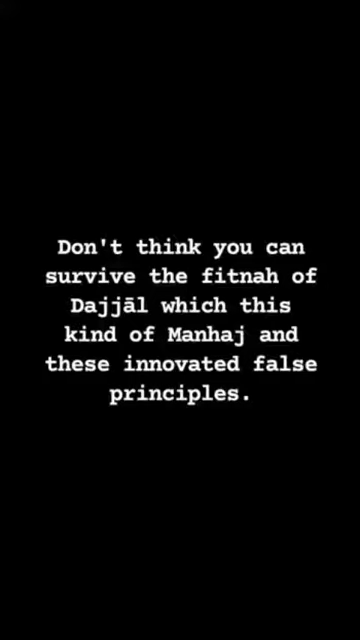 Don't think you can
survive the fitnah of
Dajjāl which this
kind of Manhaj and
these innovated false
principles.